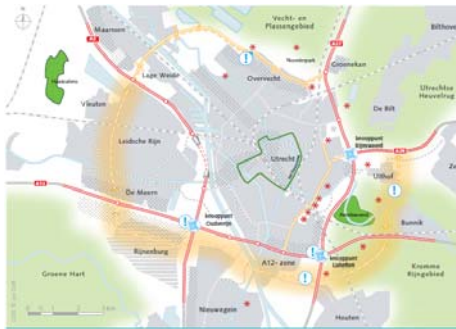 Maarssen
Vecht- en
Plassengebied
A2
A27
Bilthoven
Groenekan
Noorderpark
Lage Weide
Overvecht
Haarzuilens
Vleuten
De Bilt
Utrechtse
Heuvelrug
Leidsche Rijn
Utrecht
knooppunt
Rijnsweerd
A28
Uithof
A12
De Meern
knooppunt
Oudenrijn
Bunnik
Rijnenburg
A12- zone
knooppunt
Lunetten
Kromme
Rijngebied
Groene Hart
Nieuwegein
Houten